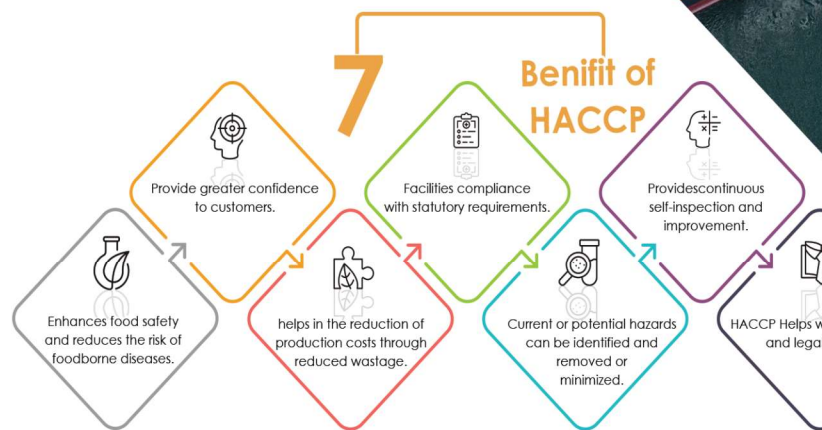 7
Benifit of
HACCP
Enhances food safety
and reduces the risk of
foodborne diseases.
Provide greater confidence
to customers.
helps in the reduction of
production costs through
reduced wastage.
Facilities compliance
with statutory requirements.
Current or potential hazards
can be identified and
removed or
minimized.
Providescontinuous
self-inspection and
improvement.
HACCP Helps
and